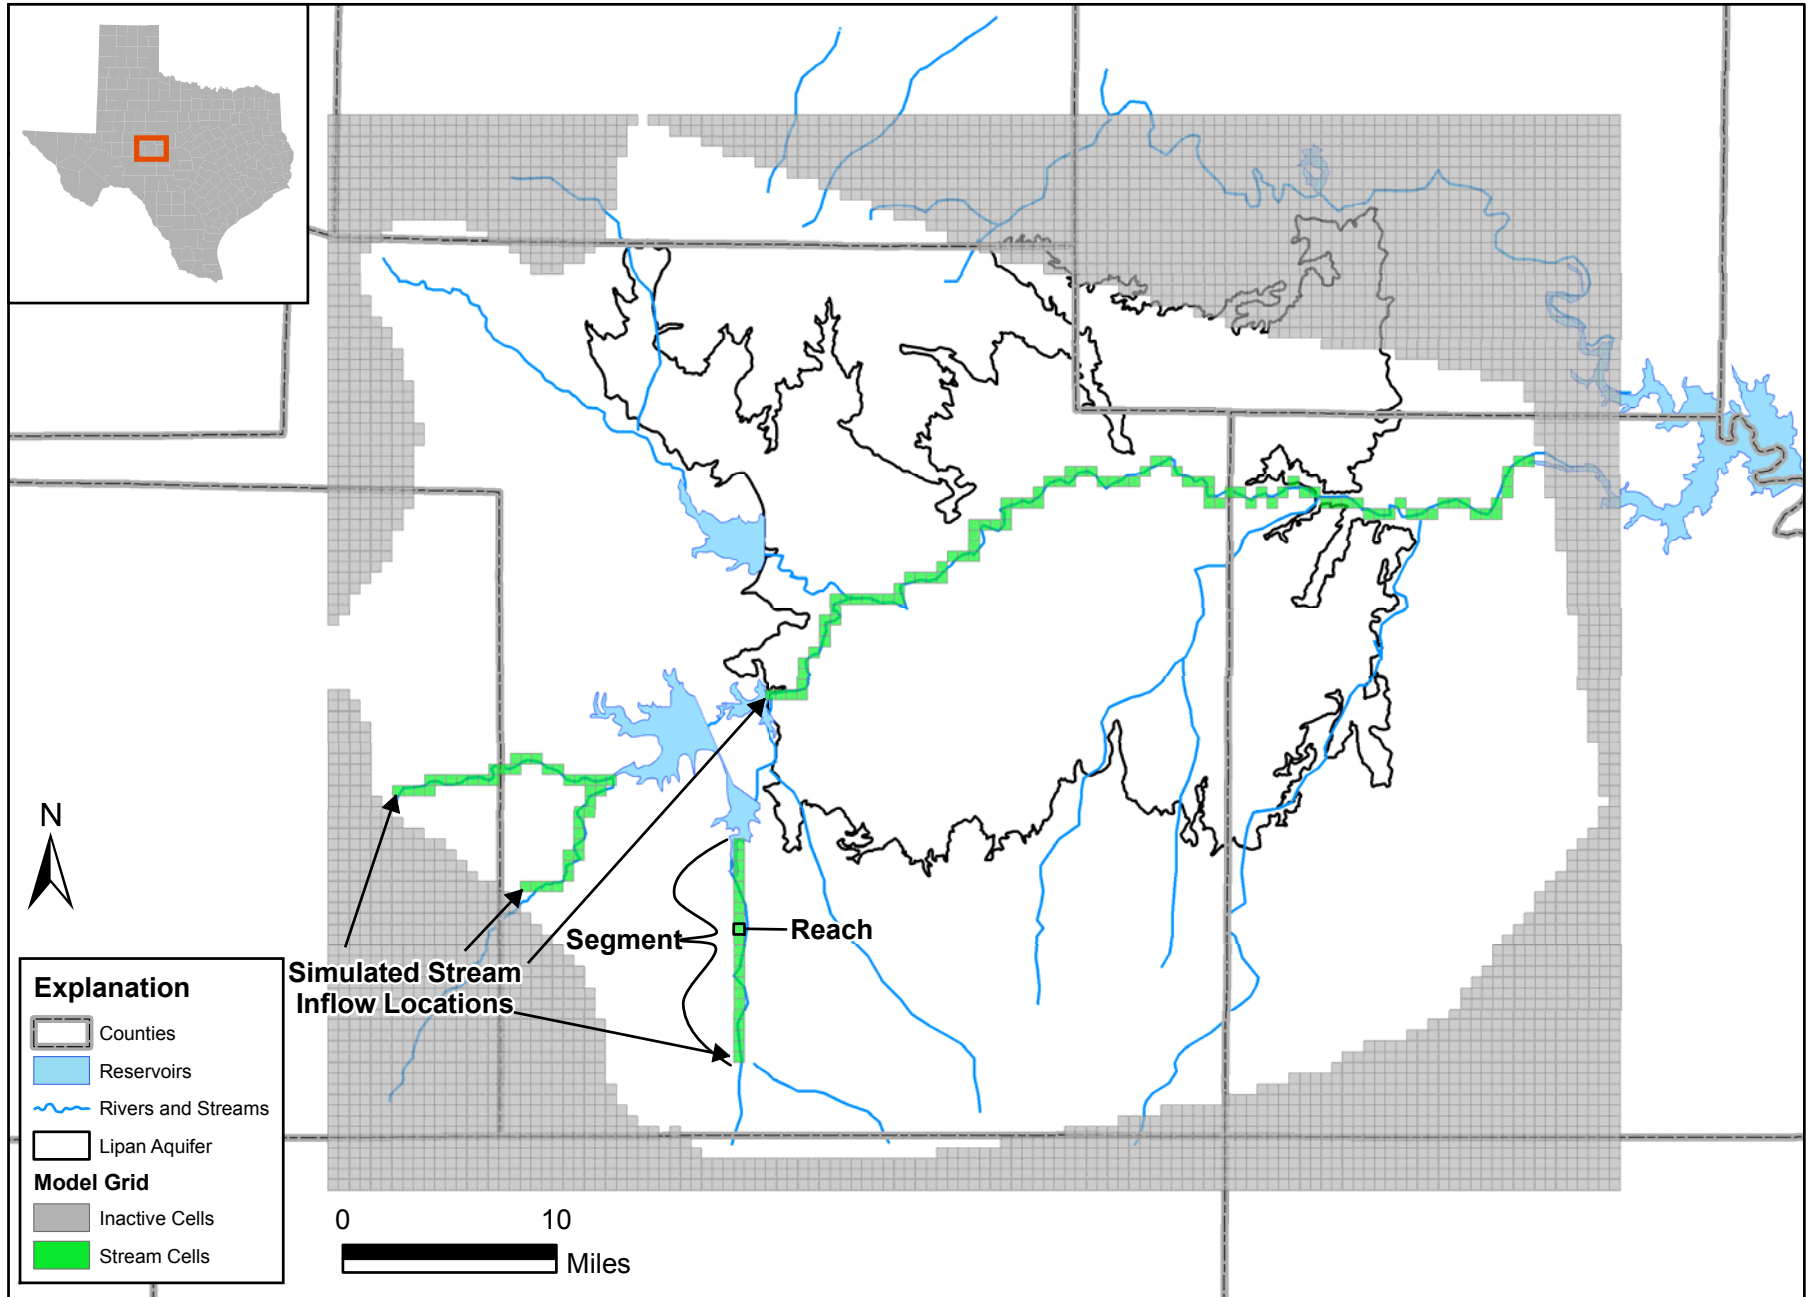 Segment
Reach
Simulated Stream
Inflow Locations
N
Explanation
Counties
Reservoirs
Rivers and Streams
Lipan Aquifer
Model Grid
Inactive Cells
Stream Cells
0 10
Miles